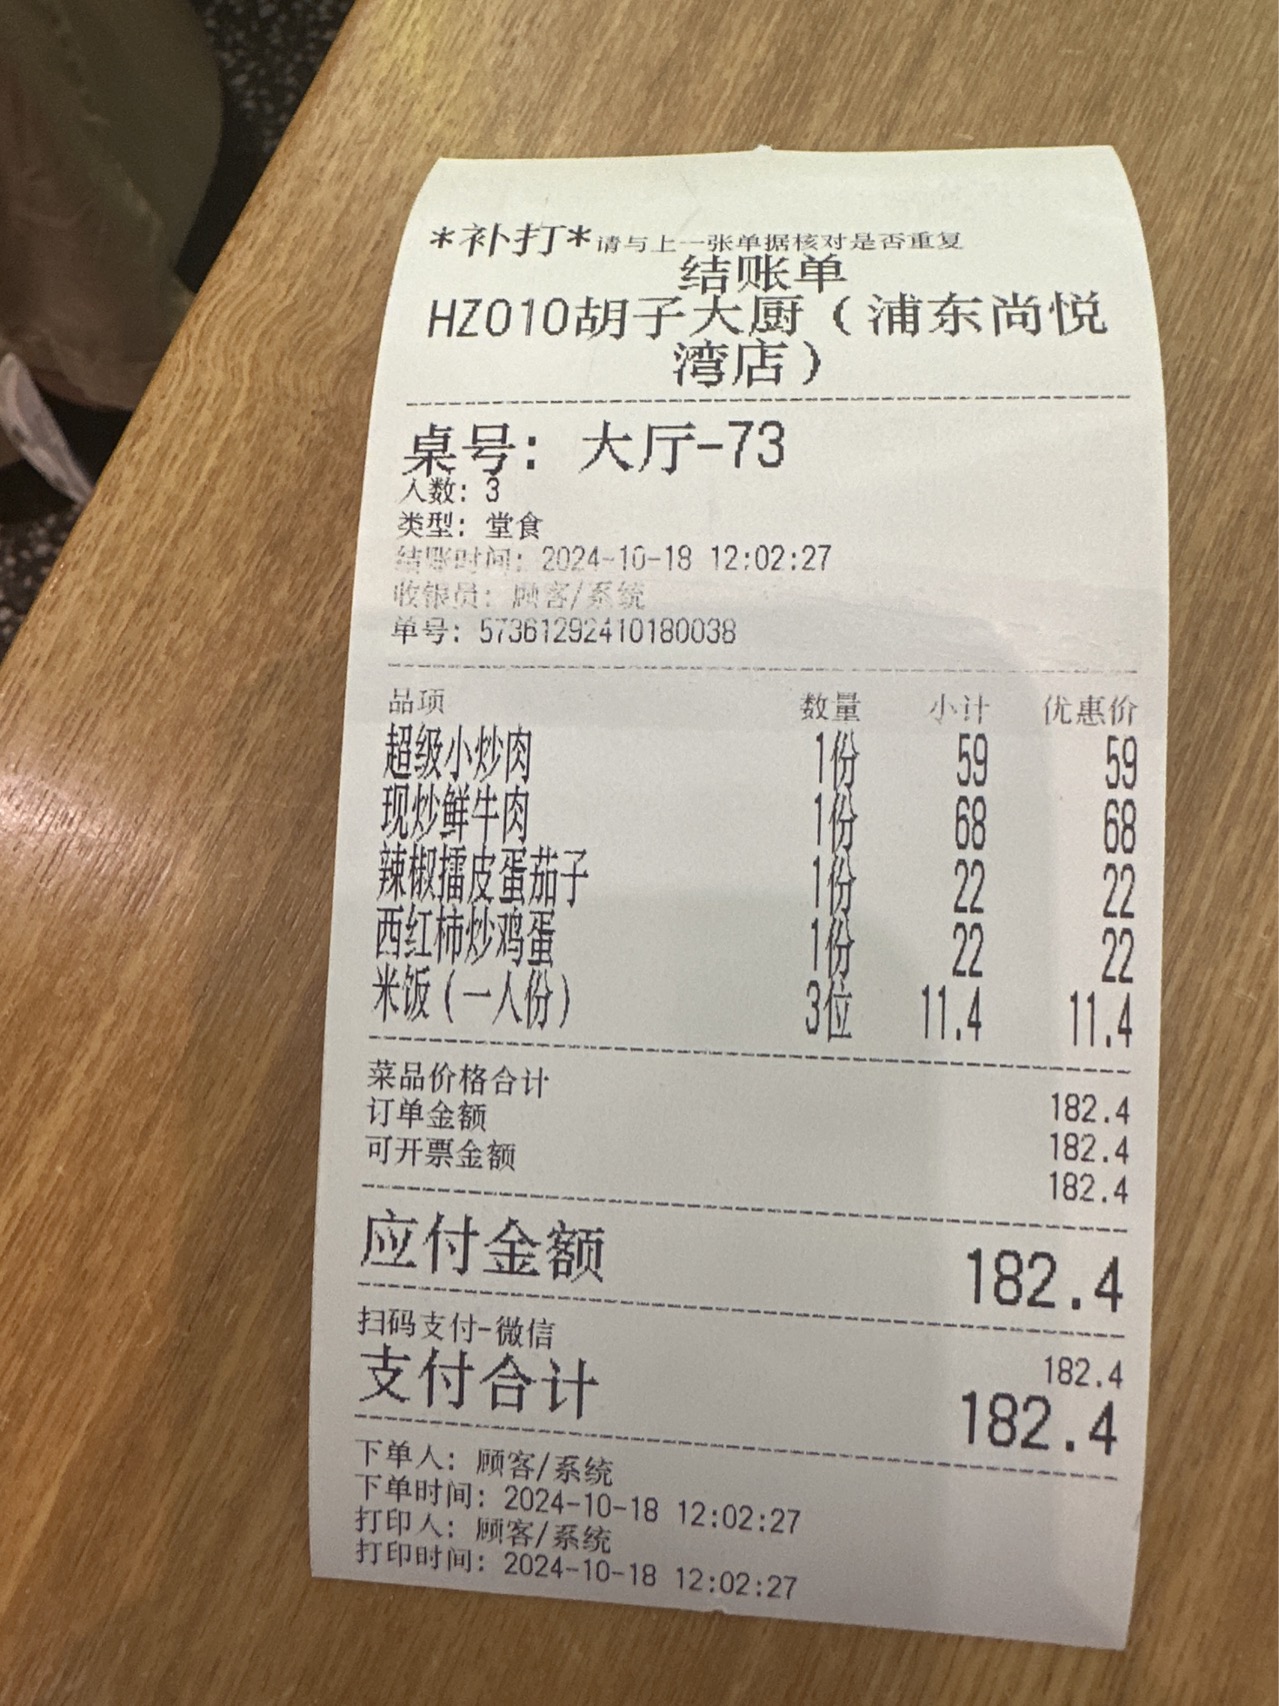 *补打*请与上一张单据核对是否重复
结账单
HZ010胡子大厨（浦东尚悦
湾店）
桌号：大厅-73
人数：3
类型：堂食
结账时间：2024-10-18 12:02:27
收银员：顾客/系统
单号：57361292410180038
品项 数量 小计 优惠价
超级小炒肉 1份 59 59
现炒鲜牛肉 1份 68 68
辣椒擂皮蛋茄子 1份 22 22
西红柿炒鸡蛋 1份 22 22
米饭（一人份） 3位 11.4 11.4
菜品价格合计 182.4
订单金额 182.4
可开票金额 182.4
应付金额 182.4
扫码支付-微信 182.4
支付合计 182.4
下单人：顾客/系统
下单时间：2024-10-18 12:02:27
打印人：顾客/系统
打印时间：2024-10-18 12:02:27